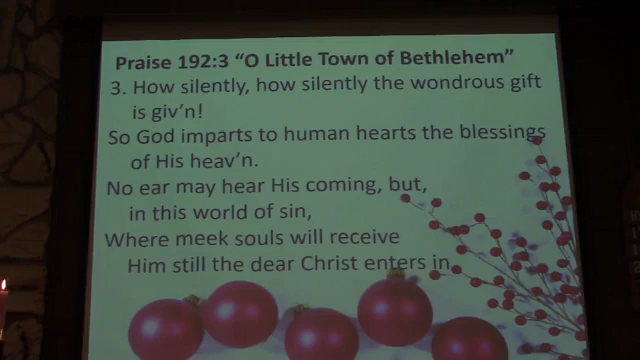 Praise 192:3 “O Little Town of Bethlehem”
3. How silently, how silently the wondrous gift
is giv’n!
So God imparts to human hearts the blessings
of His heav’n.
No ear may hear His coming, but,
in this world of sin,
Where meek souls will receive
Him still the dear Christ enters in.